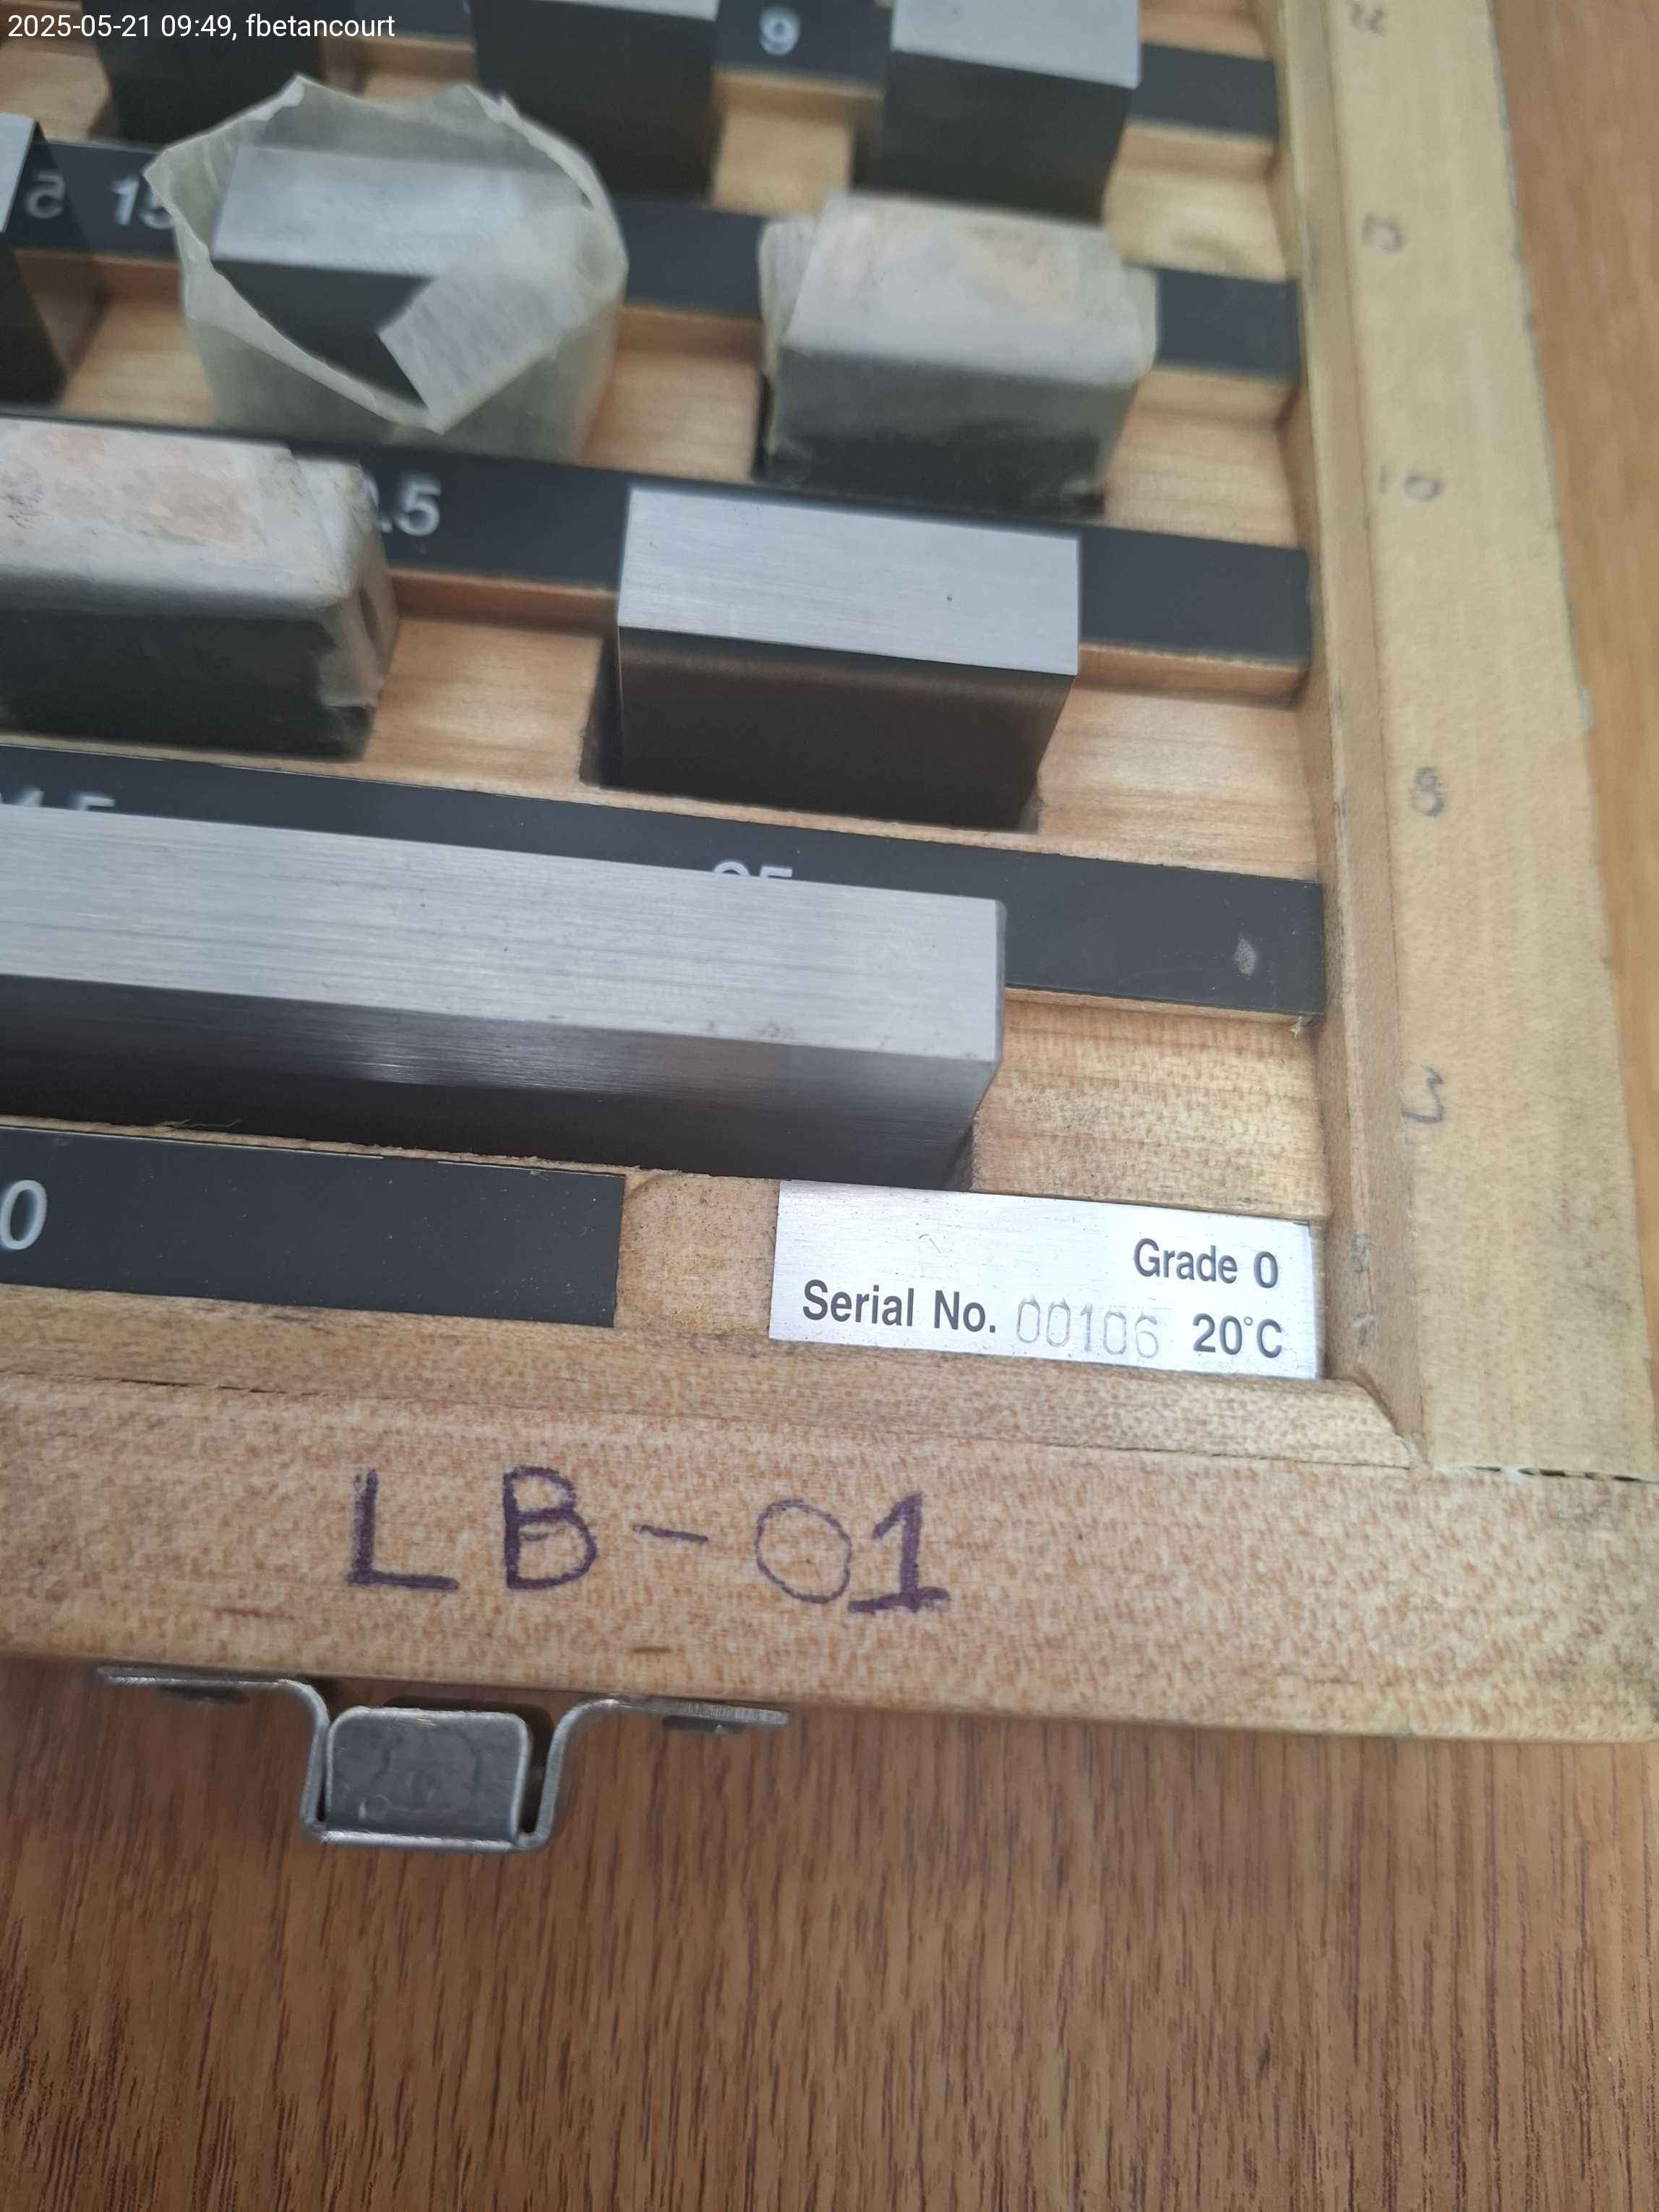 2025-05-21 09:49, fbetancourt
9
5 15
.5
25
0
Grade 0
Serial No. 00106 20°C
LB-01